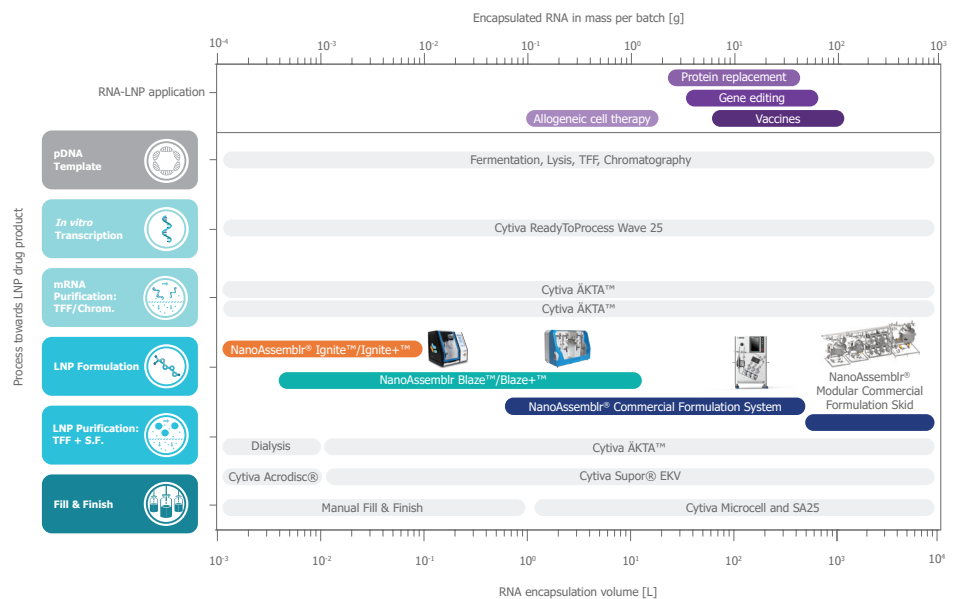 Encapsulated RNA in mass per batch [g]
10⁻⁴ 10⁻³ 10⁻² 10⁻¹ 10⁰ 10¹ 10² 10³
RNA-LNP application
Protein replacement
Gene editing
Allogeneic cell therapy
Vaccines
Process towards LNP drug product
pDNA
Template
Fermentation, Lysis, TFF, Chromatography
In vitro
Transcription
Cytiva ReadyToProcess Wave 25
mRNA
Purification:
TFF/Chrom.
Cytiva ÄKTA™
Cytiva ÄKTA™
LNP Formulation
NanoAssemblr® Ignite™/Ignite+™
NanoAssemblr Blaze™/Blaze+™
NanoAssemblr® Commercial Formulation System
NanoAssemblr®
Modular Commercial
Formulation Skid
LNP Purification:
TFF + S.F.
Dialysis
Cytiva ÄKTA™
Cytiva Acrodisc®
Cytiva Supor® EKV
Fill & Finish
Manual Fill & Finish
Cytiva Microcell and SA25
10⁻³ 10⁻² 10⁻¹ 10⁰ 10¹ 10² 10³ 10⁴
RNA encapsulation volume [L]